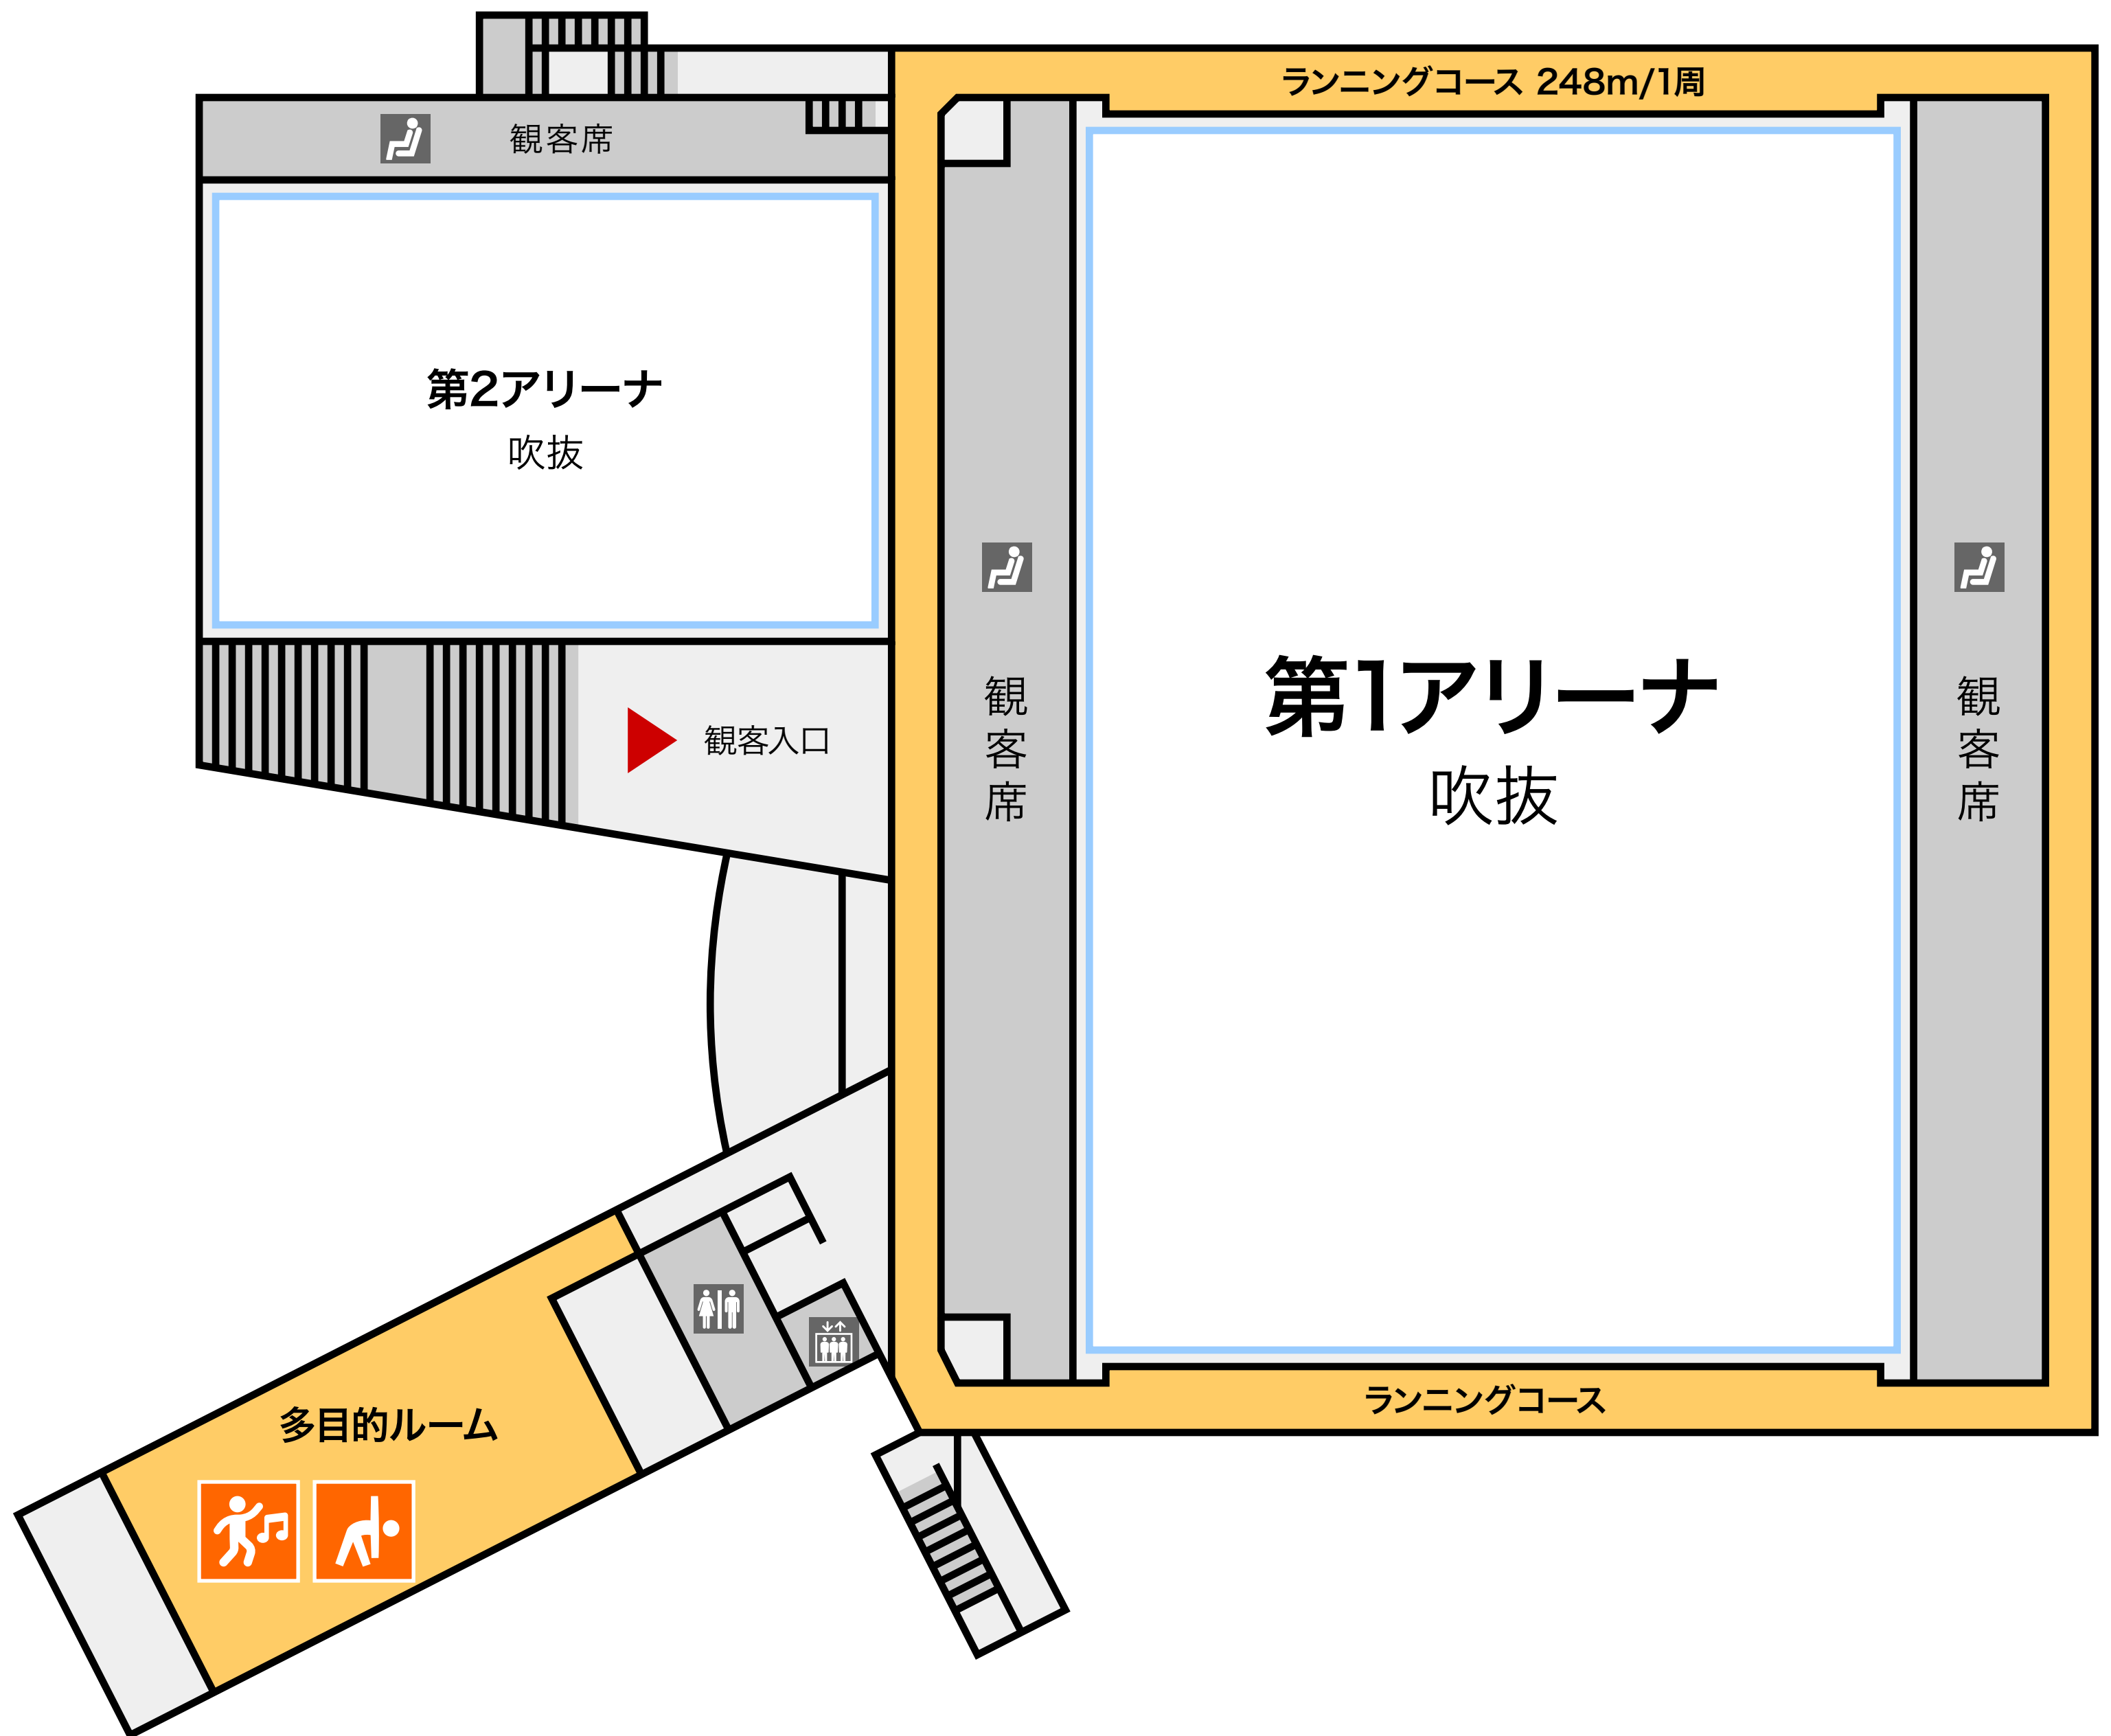 ランニングコース 248m/1周
観客席
第2アリーナ
吹抜
観客入口
観客席
第1アリーナ
吹抜
観客席
ランニングコース
多目的ルーム